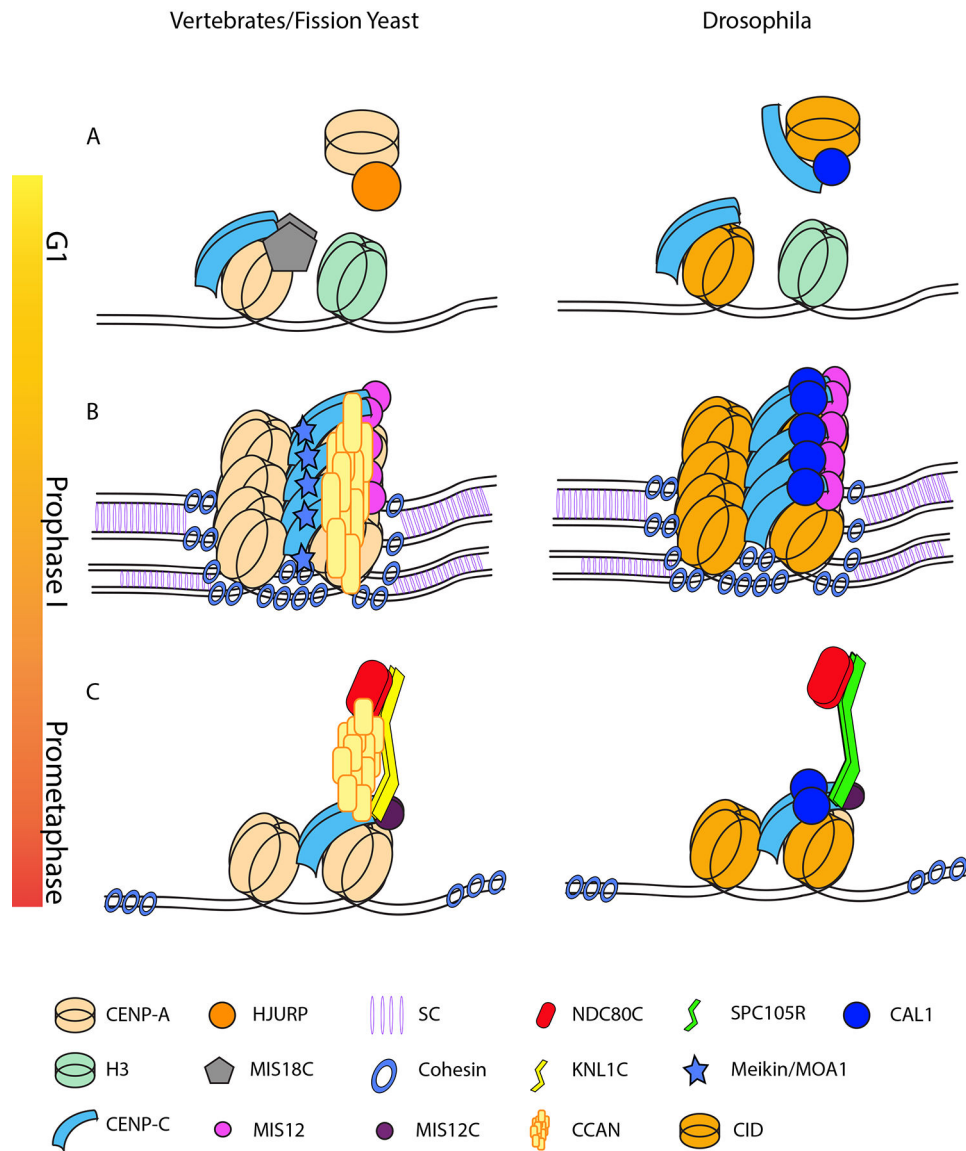 Vertebrates/Fission Yeast
Drosophila
A
G1
B
Prophase I
C
Prometaphase
CENP-A
HJURP
SC
NDC80C
SPC105R
CAL1
H3
MIS18C
Cohesin
KNL1C
Meikin/MOA1
CENP-C
MIS12
MIS12C
CCAN
CID